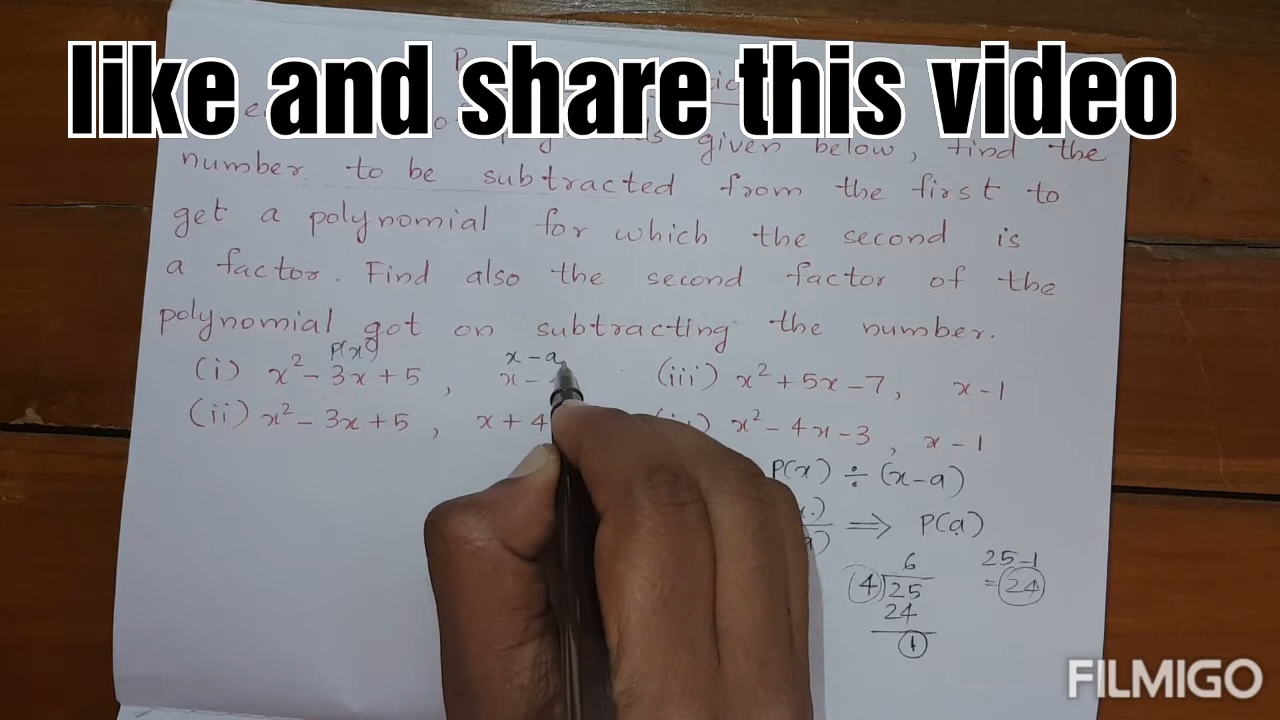 like and share this video
given below, find the
number to be subtracted from the first to
get a polynomial for which the second is
a factor. Find also the second factor of the
polynomial got on subtracting the number.
P(x)
x - a
(i) x² - 3x + 5 , x -
(iii) x² + 5x - 7, x - 1
(ii) x² - 3x + 5 , x + 4
x² - 4x - 3 , x - 1
P(x) ÷ (x-a)
⟹ P(a)
6
4)25
24
1
25-1
= 24
FILMIGO